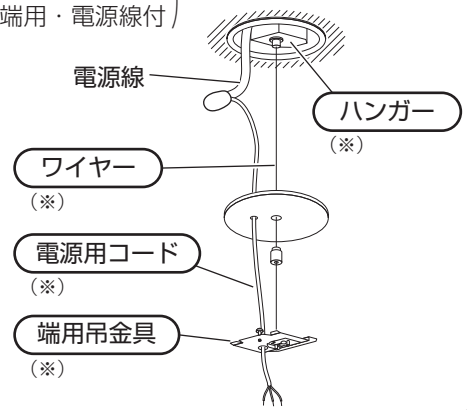 端用・電源線付
電源線
ハンガー
(※)
ワイヤー
(※)
電源用コード
(※)
端用吊金具
(※)